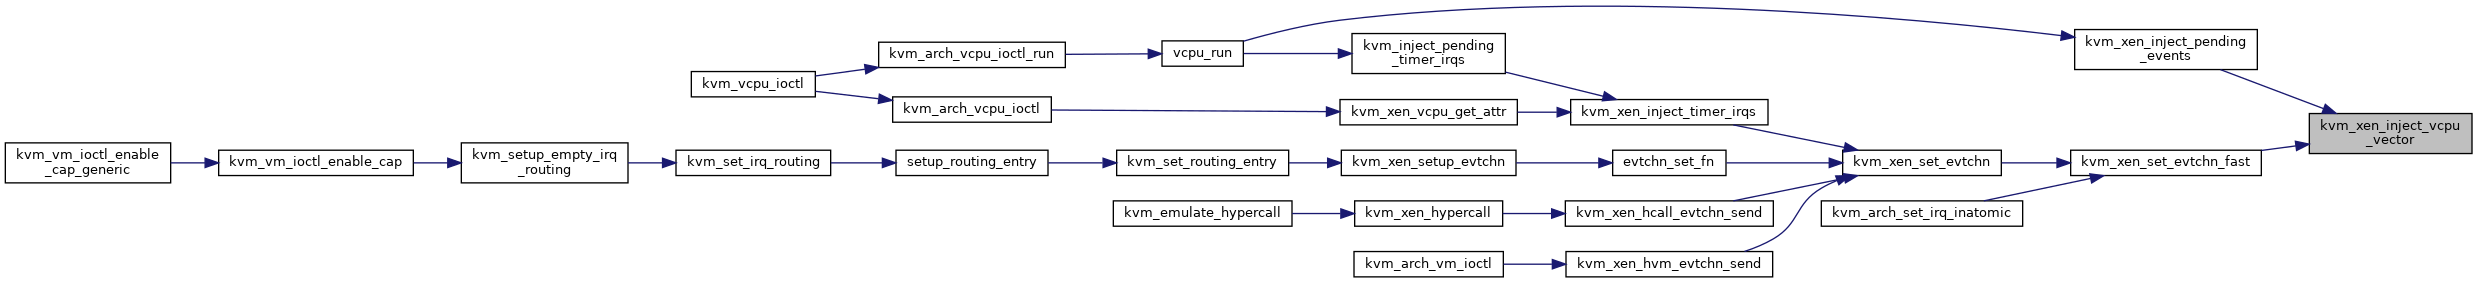 kvm_vm_ioctl_enable
_cap_generic
kvm_vm_ioctl_enable_cap
kvm_setup_empty_irq
_routing
kvm_vcpu_ioctl
kvm_set_irq_routing
kvm_arch_vcpu_ioctl_run
kvm_arch_vcpu_ioctl
setup_routing_entry
vcpu_run
kvm_set_routing_entry
kvm_emulate_hypercall
kvm_inject_pending
_timer_irqs
kvm_xen_vcpu_get_attr
kvm_xen_setup_evtchn
kvm_xen_hypercall
kvm_arch_vm_ioctl
kvm_xen_inject_timer_irqs
evtchn_set_fn
kvm_xen_hcall_evtchn_send
kvm_xen_hvm_evtchn_send
kvm_xen_set_evtchn
kvm_arch_set_irq_inatomic
kvm_xen_inject_pending
_events
kvm_xen_set_evtchn_fast
kvm_xen_inject_vcpu
_vector